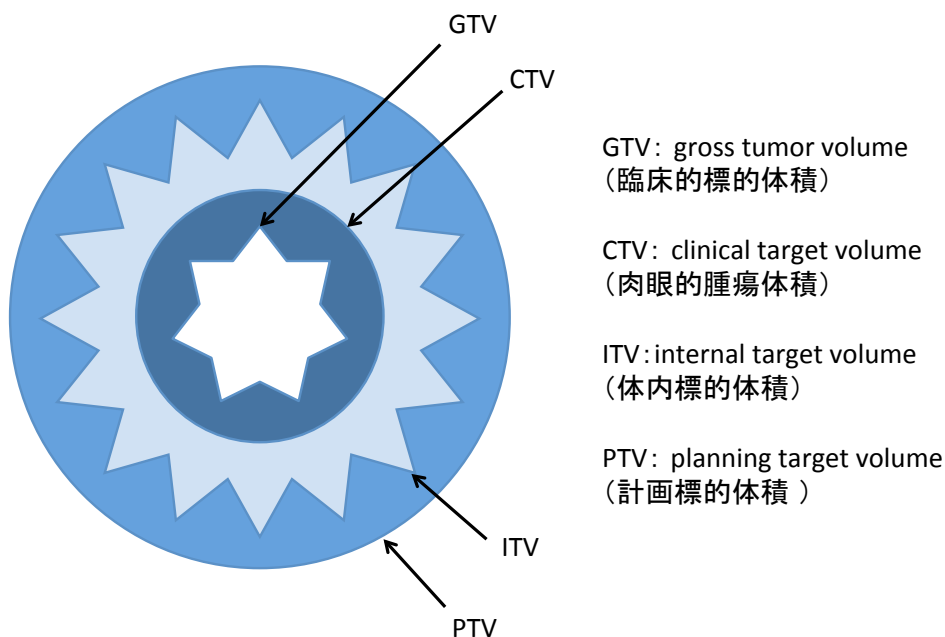 GTV
CTV
GTV： gross tumor volume
（臨床的標的体積）
CTV： clinical target volume
（肉眼的腫瘍体積）
ITV：internal target volume
（体内標的体積）
PTV： planning target volume
（計画標的体積 ）
ITV
PTV